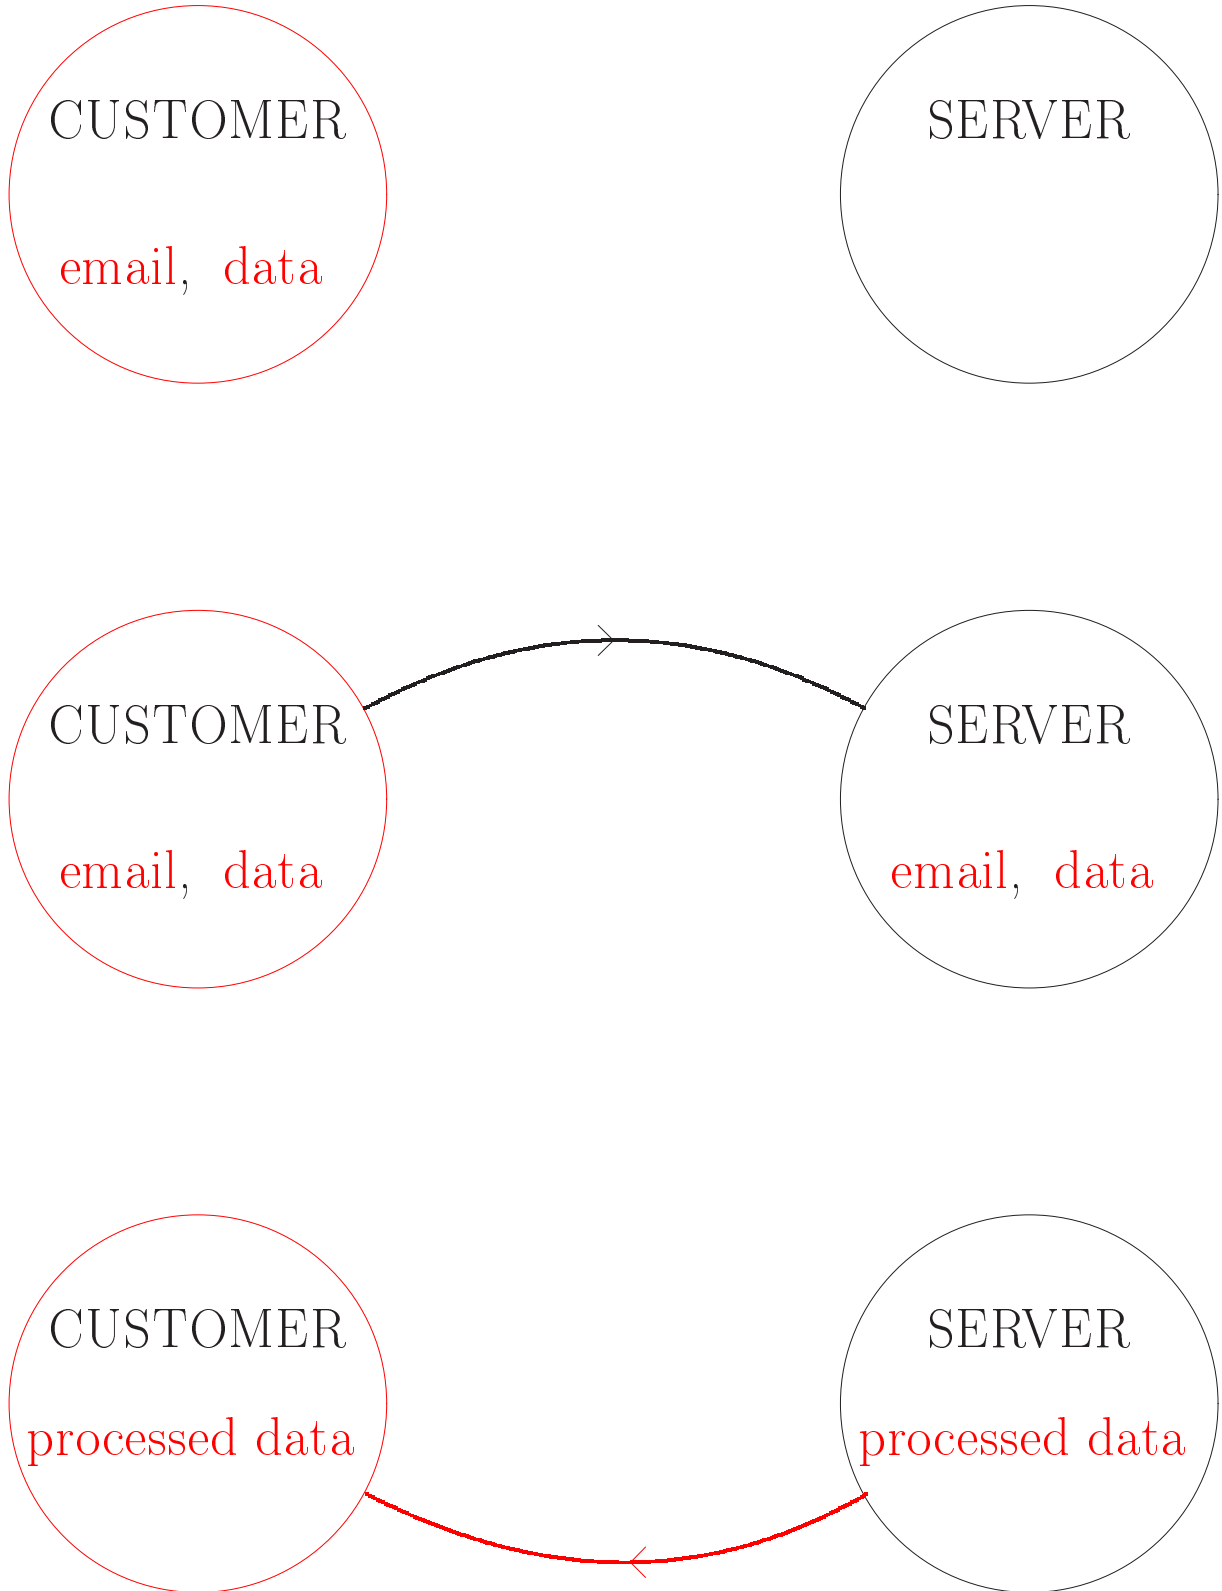 CUSTOMER SERVER
email, data
CUSTOMER SERVER
email, data email, data
CUSTOMER SERVER
processed data processed data